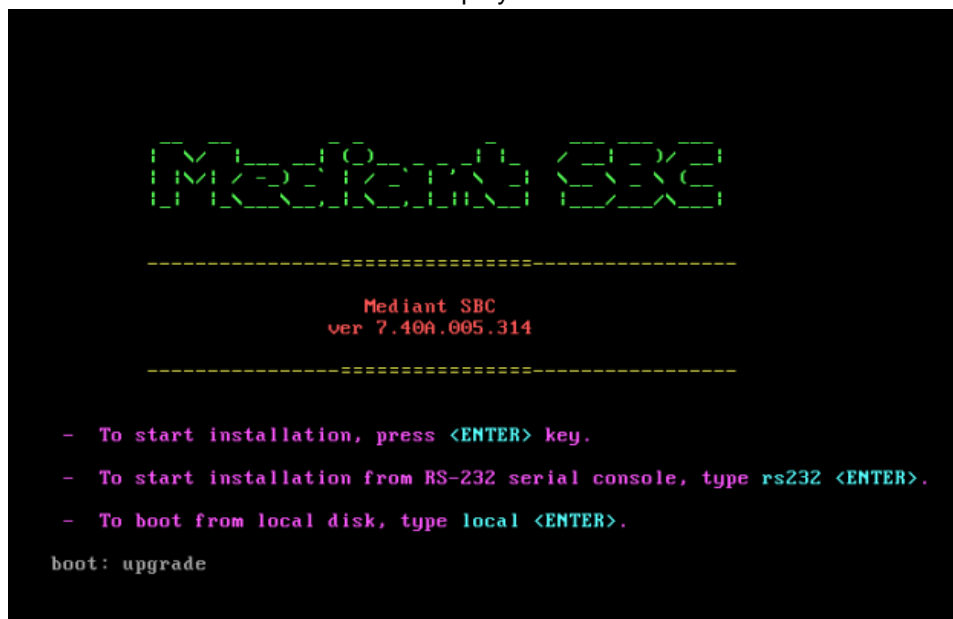 Mediant SBC
----------------================-----------------
Mediant SBC
ver 7.40A.005.314
----------------================-----------------
- To start installation, press <ENTER> key.
- To start installation from RS-232 serial console, type rs232 <ENTER>.
- To boot from local disk, type local <ENTER>.
boot: upgrade